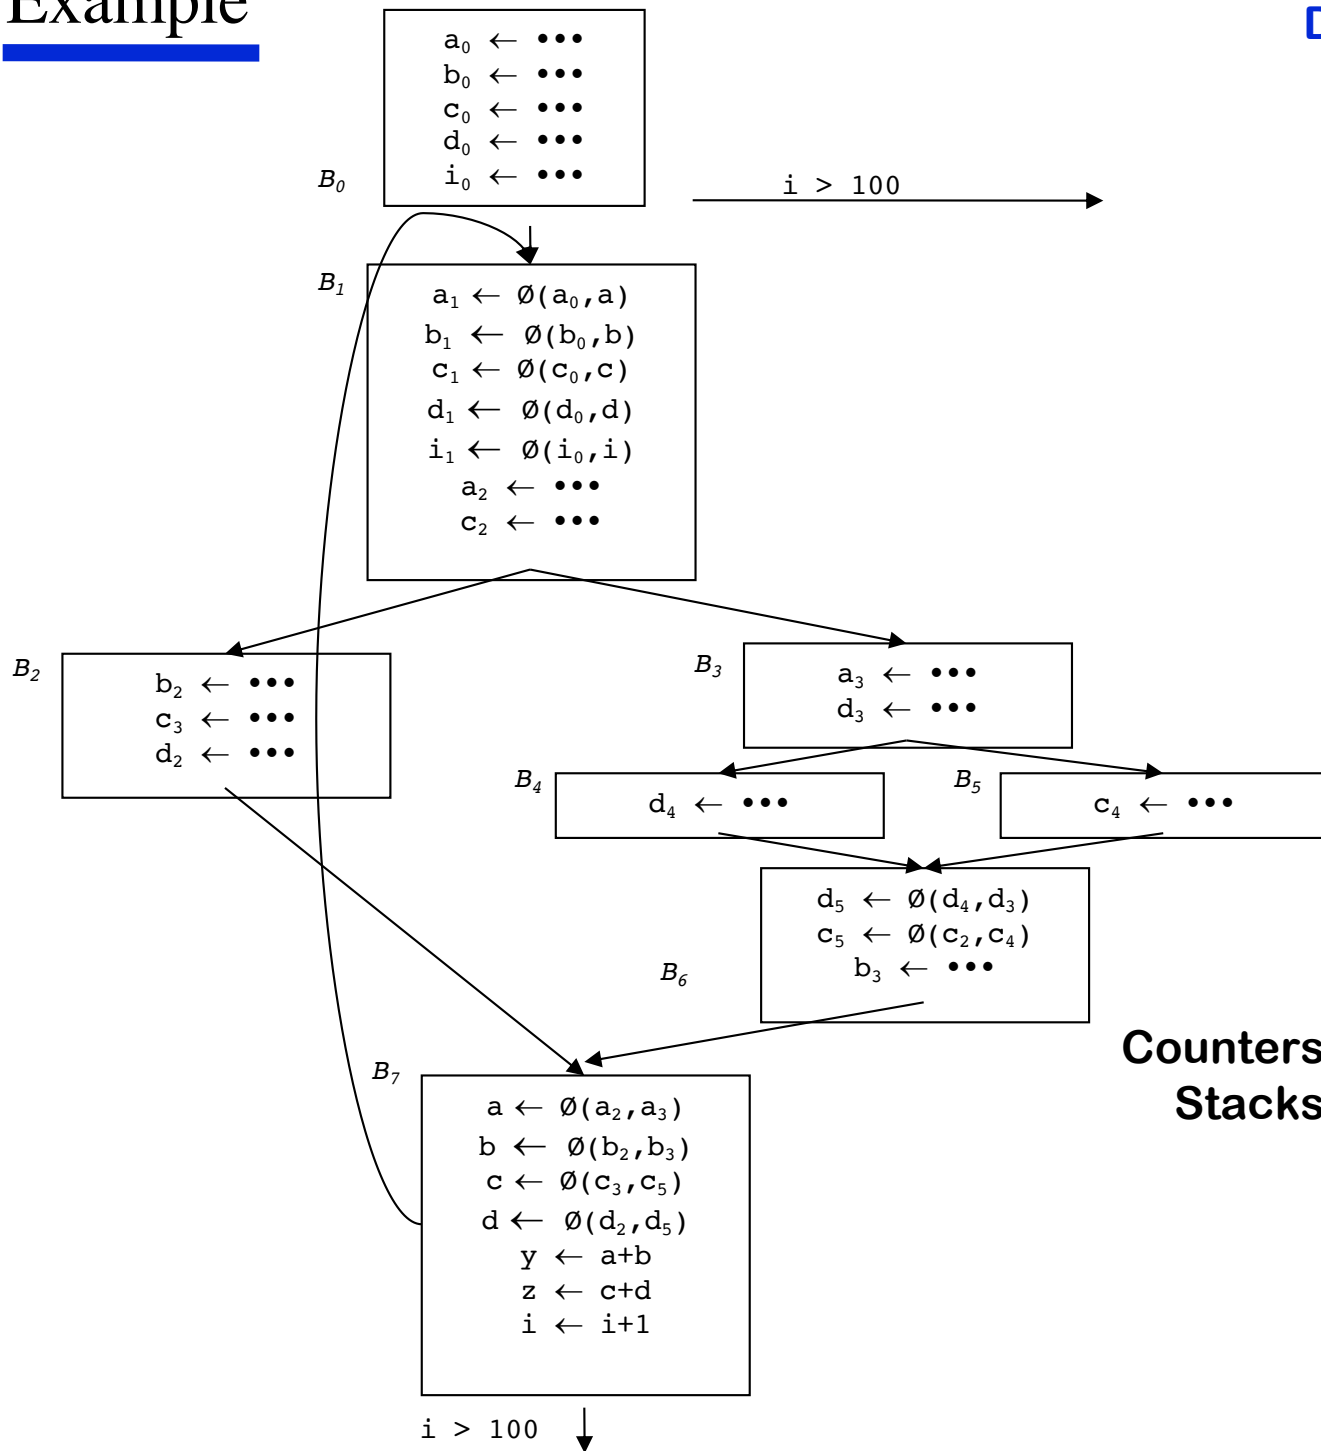 Example
a₀ ← •••
b₀ ← •••
c₀ ← •••
d₀ ← •••
i₀ ← •••
B₀
i > 100
B₁
a₁ ← Ø(a₀,a)
b₁ ← Ø(b₀,b)
c₁ ← Ø(c₀,c)
d₁ ← Ø(d₀,d)
i₁ ← Ø(i₀,i)
a₂ ← •••
c₂ ← •••
B₂
b₂ ← •••
c₃ ← •••
d₂ ← •••
B₃
a₃ ← •••
d₃ ← •••
B₄
d₄ ← •••
B₅
c₄ ← •••
d₅ ← Ø(d₄,d₃)
c₅ ← Ø(c₂,c₄)
b₃ ← •••
B₆
Counters
Stacks
B₇
a ← Ø(a₂,a₃)
b ← Ø(b₂,b₃)
c ← Ø(c₃,c₅)
d ← Ø(d₂,d₅)
y ← a+b
z ← c+d
i ← i+1
i > 100